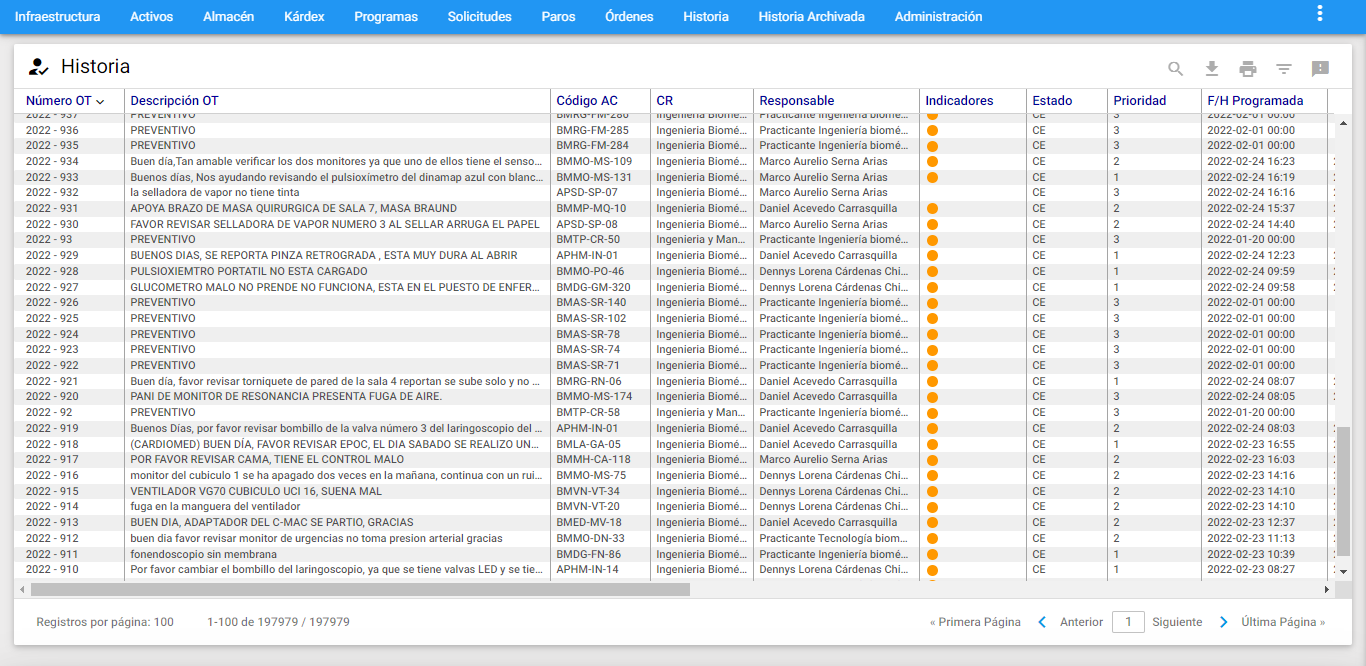 Infraestructura Activos Almacén Kárdex Programas Solicitudes Paros Órdenes Historia Historia Archivada Administración
Historia
Número OT Descripción OT Código AC CR Responsable Indicadores Estado Prioridad F/H Programada
2022 - 937 PREVENTIVO BMRG-FM-286 Ingenieria Biomé... Practicante Ingeniería biomé... CE 3 2022-02-01 00:00
2022 - 936 PREVENTIVO BMRG-FM-285 Ingenieria Biomé... Practicante Ingeniería biomé... CE 3 2022-02-01 00:00
2022 - 935 PREVENTIVO BMRG-FM-284 Ingenieria Biomé... Practicante Ingeniería biomé... CE 3 2022-02-01 00:00
2022 - 934 Buen día,Tan amable verificar los dos monitores ya que uno de ellos tiene el senso... BMMO-MS-109 Ingenieria Biomé... Marco Aurelio Serna Arias CE 2 2022-02-24 16:23
2022 - 933 Buenos días, Nos ayudando revisando el pulsioxímetro del dinamap azul con blanc... BMMO-MS-131 Ingenieria Biomé... Marco Aurelio Serna Arias CE 1 2022-02-24 16:19
2022 - 932 la selladora de vapor no tiene tinta APSD-SP-07 Ingenieria Biomé... Marco Aurelio Serna Arias CE 3 2022-02-24 16:16
2022 - 931 APOYA BRAZO DE MASA QUIRURGICA DE SALA 7, MASA BRAUND BMMP-MQ-10 Ingenieria Biomé... Daniel Acevedo Carrasquilla CE 2 2022-02-24 15:37
2022 - 930 FAVOR REVISAR SELLADORA DE VAPOR NUMERO 3 AL SELLAR ARRUGA EL PAPEL APSD-SP-08 Ingenieria Biomé... Marco Aurelio Serna Arias CE 2 2022-02-24 14:40
2022 - 93 PREVENTIVO BMTP-CR-50 Ingenieria y Man... Practicante Ingeniería biomé... CE 3 2022-01-20 00:00
2022 - 929 BUENOS DIAS, SE REPORTA PINZA RETROGRADA , ESTA MUY DURA AL ABRIR APHM-IN-01 Ingenieria Biomé... Daniel Acevedo Carrasquilla CE 1 2022-02-24 12:23
2022 - 928 PULSIOXIEMTRO PORTATIL NO ESTA CARGADO BMMO-PO-46 Ingenieria Biomé... Dennys Lorena Cárdenas Chi... CE 1 2022-02-24 09:59
2022 - 927 GLUCOMETRO MALO NO PRENDE NO FUNCIONA, ESTA EN EL PUESTO DE ENFER... BMDG-GM-320 Ingenieria Biomé... Dennys Lorena Cárdenas Chi... CE 1 2022-02-24 09:58
2022 - 926 PREVENTIVO BMAS-SR-140 Ingenieria Biomé... Practicante Ingeniería biomé... CE 3 2022-02-01 00:00
2022 - 925 PREVENTIVO BMAS-SR-102 Ingenieria Biomé... Practicante Ingeniería biomé... CE 3 2022-02-01 00:00
2022 - 924 PREVENTIVO BMAS-SR-78 Ingenieria Biomé... Practicante Ingeniería biomé... CE 3 2022-02-01 00:00
2022 - 923 PREVENTIVO BMAS-SR-74 Ingenieria Biomé... Practicante Ingeniería biomé... CE 3 2022-02-01 00:00
2022 - 922 PREVENTIVO BMAS-SR-71 Ingenieria Biomé... Practicante Ingeniería biomé... CE 3 2022-02-01 00:00
2022 - 921 Buen día, favor revisar torniquete de pared de la sala 4 reportan se sube solo y no ... BMRG-RN-06 Ingenieria Biomé... Daniel Acevedo Carrasquilla CE 1 2022-02-24 08:07
2022 - 920 PANI DE MONITOR DE RESONANCIA PRESENTA FUGA DE AIRE. BMMO-MS-174 Ingenieria Biomé... Daniel Acevedo Carrasquilla CE 2 2022-02-24 08:05
2022 - 92 PREVENTIVO BMTP-CR-58 Ingenieria y Man... Practicante Ingeniería biomé... CE 3 2022-01-20 00:00
2022 - 919 Buenos Días, por favor revisar bombillo de la valva número 3 del laringoscopio del ... APHM-IN-01 Ingenieria Biomé... Daniel Acevedo Carrasquilla CE 2 2022-02-24 08:03
2022 - 918 (CARDIOMED) BUEN DÍA, FAVOR REVISAR EPOC, EL DIA SABADO SE REALIZO UN... BMLA-GA-05 Ingenieria Biomé... Daniel Acevedo Carrasquilla CE 1 2022-02-23 16:55
2022 - 917 POR FAVOR REVISAR CAMA, TIENE EL CONTROL MALO BMMH-CA-118 Ingenieria Biomé... Marco Aurelio Serna Arias CE 2 2022-02-23 16:03
2022 - 916 monitor del cubiculo 1 se ha apagado dos veces en la mañana, continua con un rui... BMMO-MS-75 Ingenieria Biomé... Dennys Lorena Cárdenas Chi... CE 2 2022-02-23 14:16
2022 - 915 VENTILADOR VG70 CUBICULO UCI 16, SUENA MAL BMVN-VT-34 Ingenieria Biomé... Dennys Lorena Cárdenas Chi... CE 2 2022-02-23 14:10
2022 - 914 fuga en la manguera del ventilador BMVN-VT-20 Ingenieria Biomé... Dennys Lorena Cárdenas Chi... CE 2 2022-02-23 14:10
2022 - 913 BUEN DIA, ADAPTADOR DEL C-MAC SE PARTIO, GRACIAS BMED-MV-18 Ingenieria Biomé... Daniel Acevedo Carrasquilla CE 2 2022-02-23 12:37
2022 - 912 buen dia favor revisar monitor de urgencias no toma presion arterial gracias BMMO-DN-33 Ingenieria Biomé... Practicante Tecnología biom... CE 2 2022-02-23 11:13
2022 - 911 fonendoscopio sin membrana BMDG-FN-86 Ingenieria Biomé... Practicante Ingeniería biomé... CE 1 2022-02-23 10:39
2022 - 910 Por favor cambiar el bombillo del laringoscopio, ya que se tiene valvas LED y se tie... APHM-IN-14 Ingenieria Biomé... Dennys Lorena Cárdenas Chi... CE 1 2022-02-23 08:27
Registros por página: 100 1-100 de 197979 / 197979 « Primera Página Anterior 1 Siguiente Última Página »